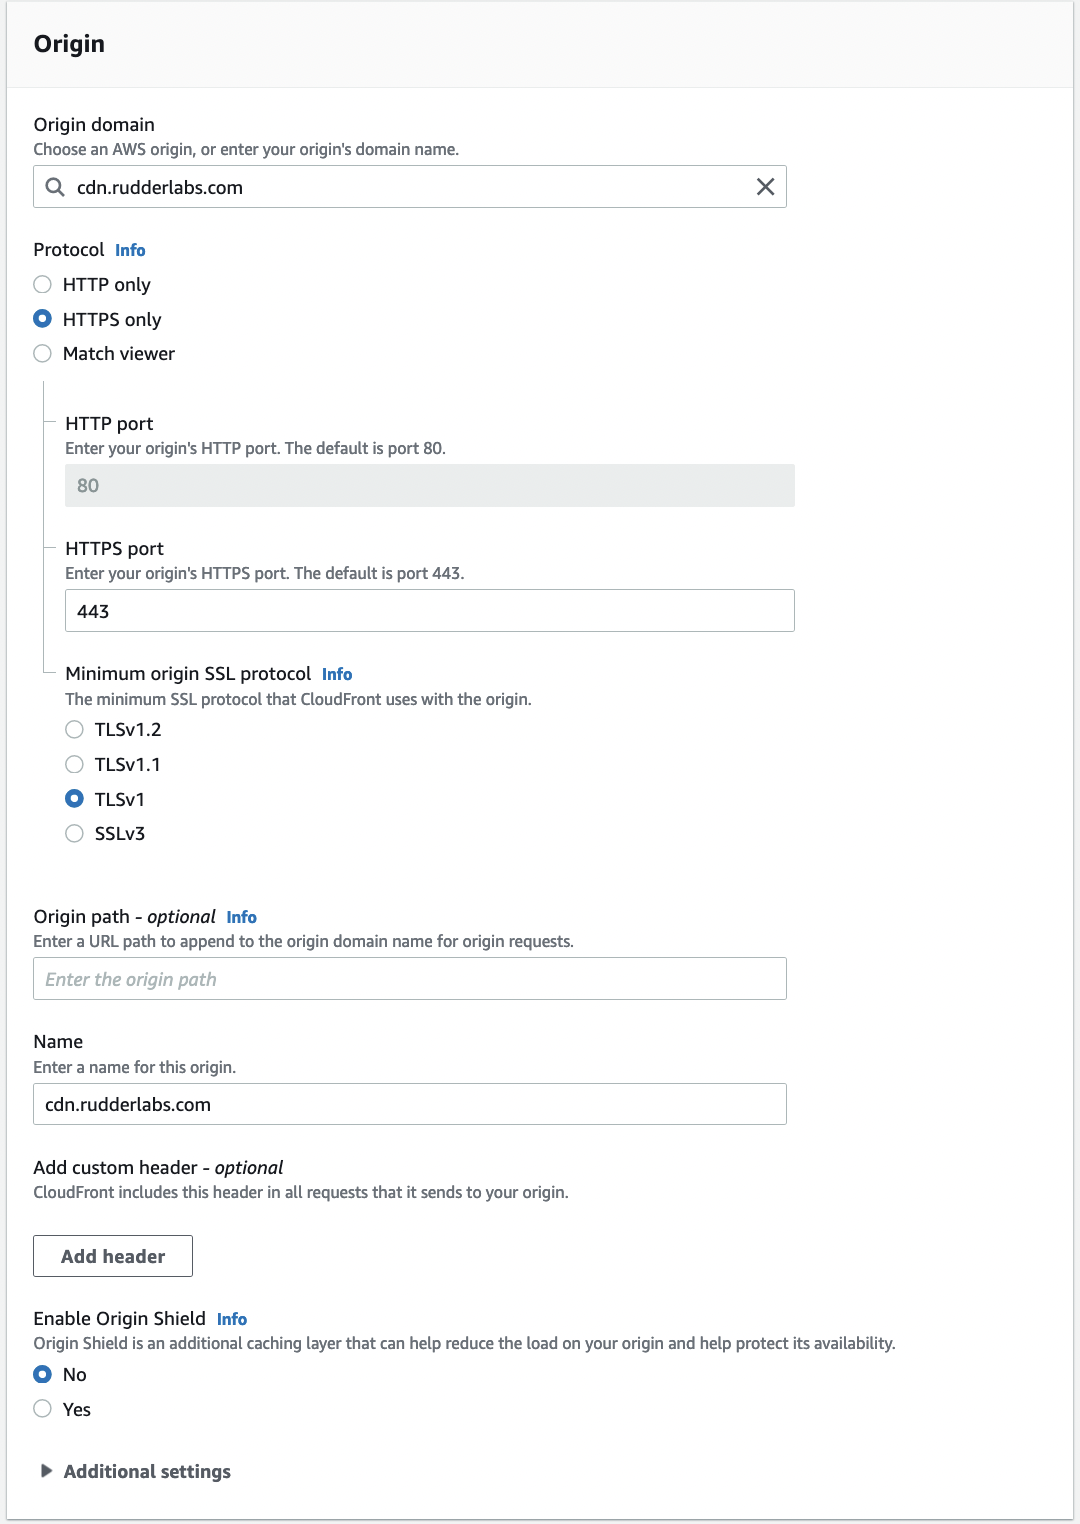 Origin
Origin domain
Choose an AWS origin, or enter your origin's domain name.
cdn.rudderlabs.com
Protocol Info
HTTP only
HTTPS only
Match viewer
HTTP port
Enter your origin's HTTP port. The default is port 80.
80
HTTPS port
Enter your origin's HTTPS port. The default is port 443.
443
Minimum origin SSL protocol Info
The minimum SSL protocol that CloudFront uses with the origin.
TLSv1.2
TLSv1.1
TLSv1
SSLv3
Origin path - optional Info
Enter a URL path to append to the origin domain name for origin requests.
Enter the origin path
Name
Enter a name for this origin.
cdn.rudderlabs.com
Add custom header - optional
CloudFront includes this header in all requests that it sends to your origin.
Add header
Enable Origin Shield Info
Origin Shield is an additional caching layer that can help reduce the load on your origin and help protect its availability.
No
Yes
Additional settings